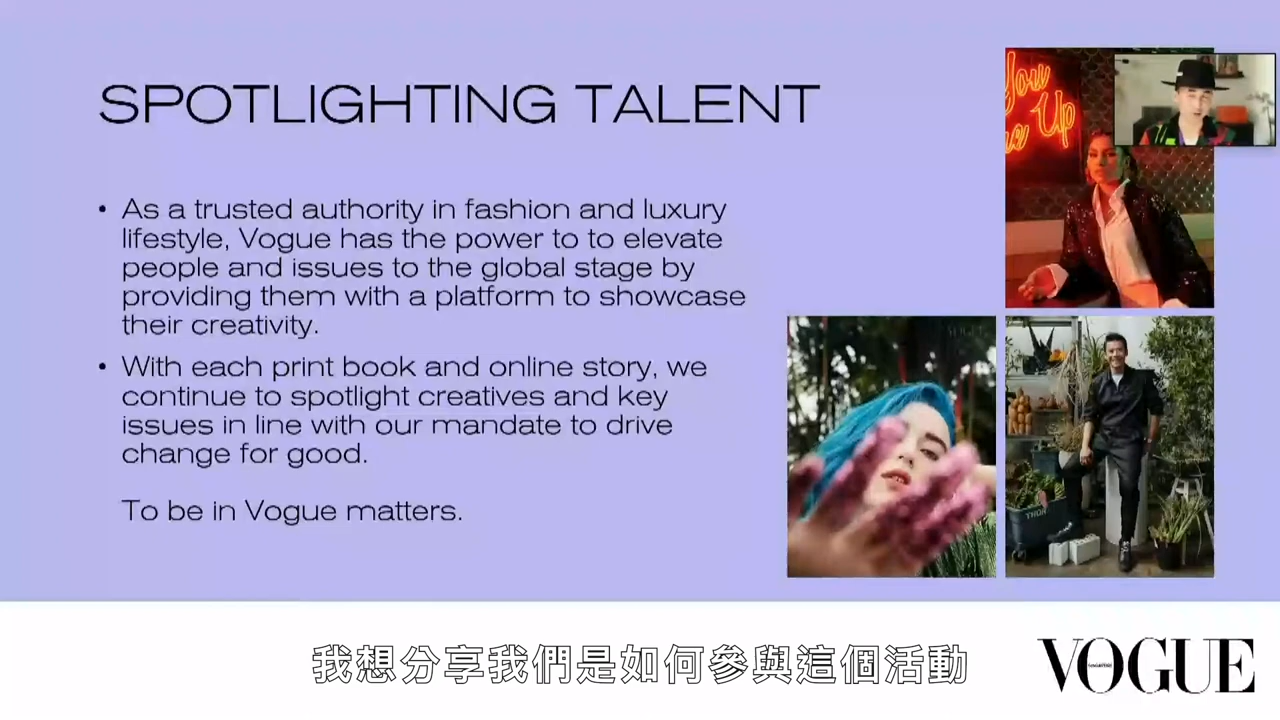 SPOTLIGHTING TALENT
• As a trusted authority in fashion and luxury
lifestyle, Vogue has the power to to elevate
people and issues to the global stage by
providing them with a platform to showcase
their creativity.
• With each print book and online story, we
continue to spotlight creatives and key
issues in line with our mandate to drive
change for good.
To be in Vogue matters.
You
Up
VOGUE
THOR
我想分享我們是如何參與這個活動
VOGUE